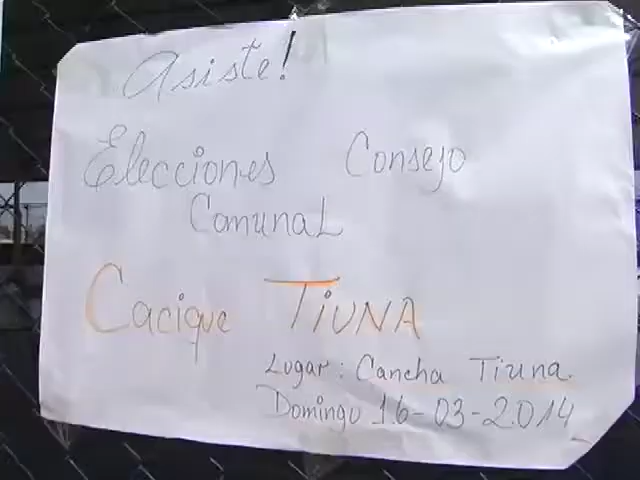 Asiste!
Elecciones Consejo
Comunal
Cacique Tiuna
Lugar: Cancha Tiuna.
Domingo 16-03-2014